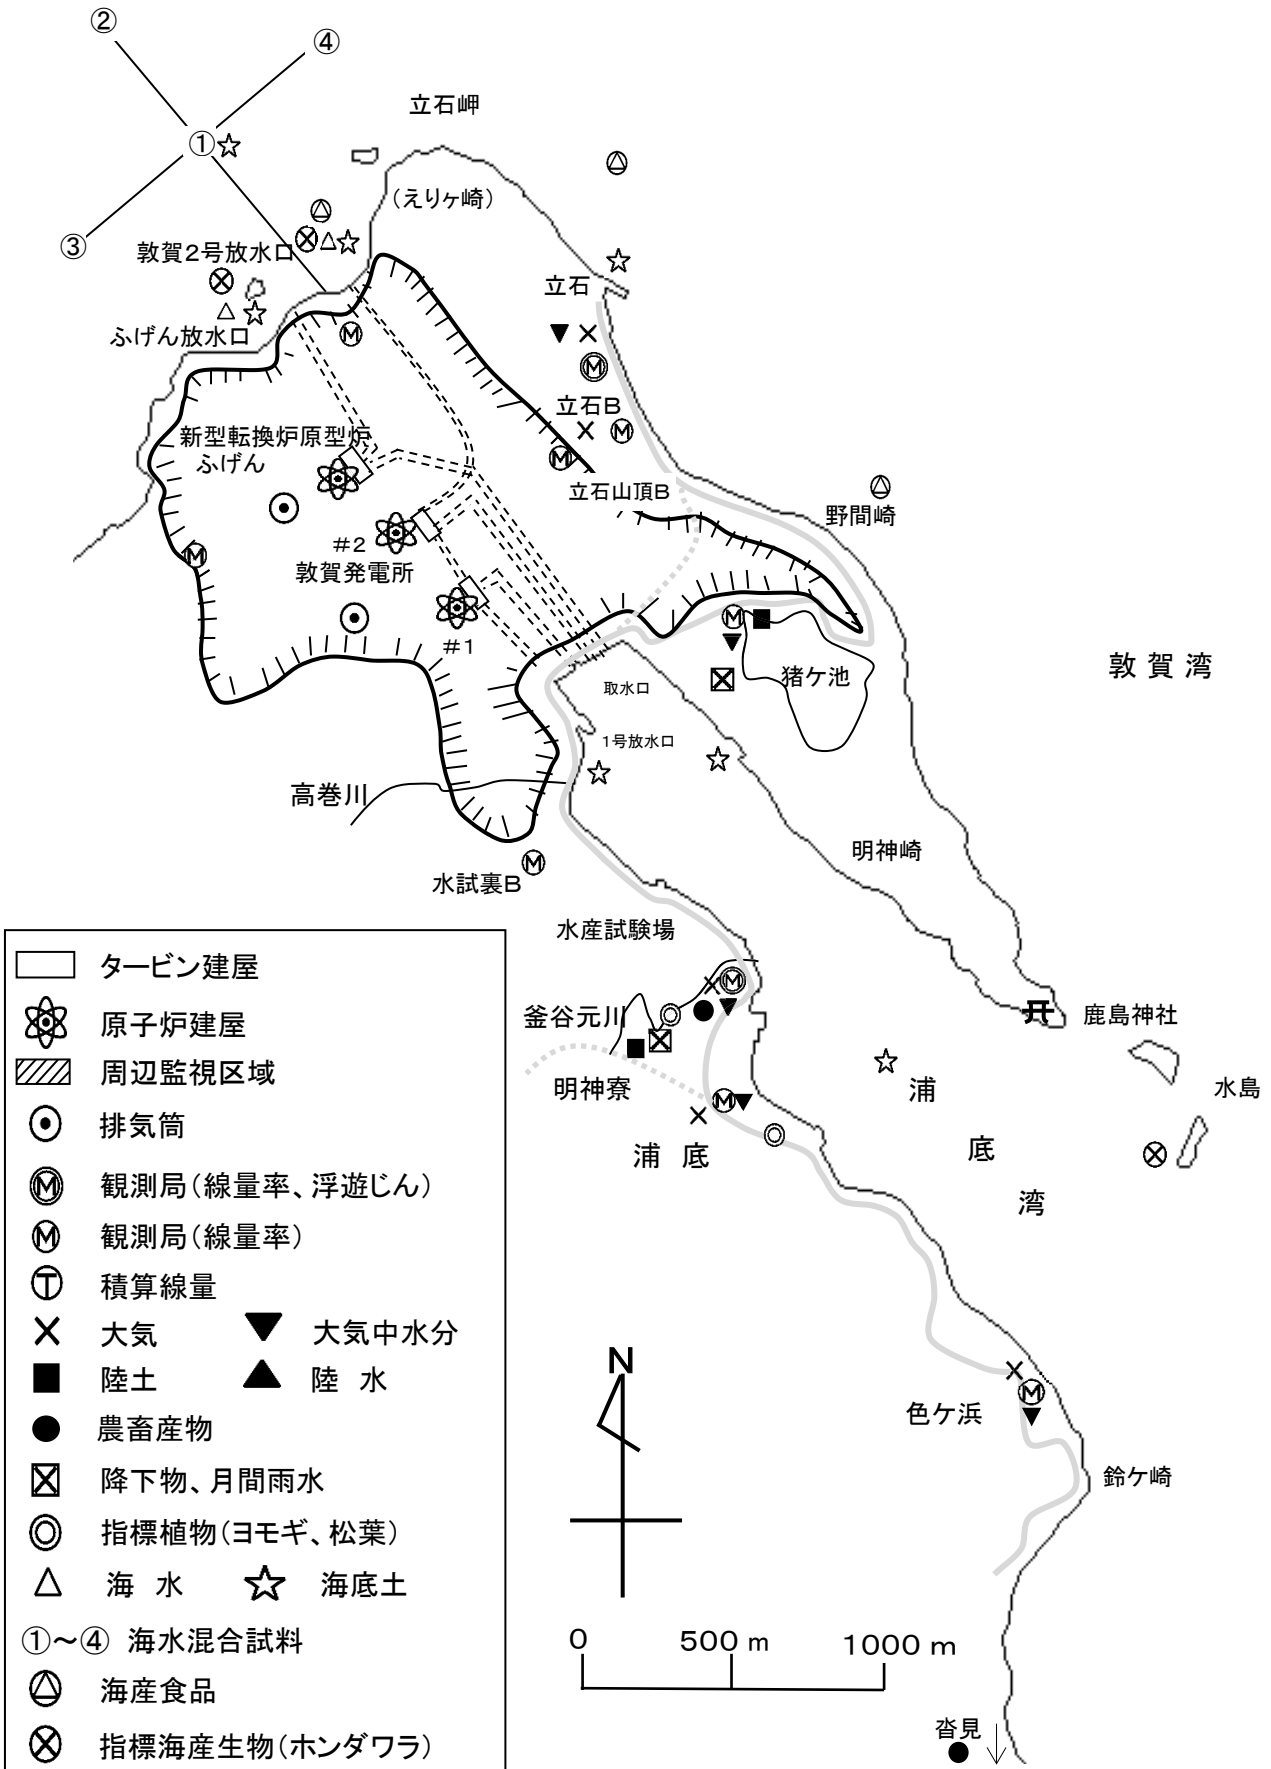 ②
④
立石岬
①
(えりヶ崎)
③
敦賀2号放水口
立石
ふげん放水口
M
M
立石B
新型転換炉原型炉
ふげん
M
M
立石山頂B
野間崎
#2
敦賀発電所
M
#1
M
敦賀湾
猪ケ池
取水口
1号放水口
高巻川
明神崎
M
水試裏B
水産試験場
M
釜谷元川
鹿島神社
明神寮
浦
水島
M
浦 底
底
湾
M
色ケ浜
鈴ケ崎
タービン建屋
原子炉建屋
周辺監視区域
排気筒
M 観測局(線量率、浮遊じん)
M 観測局(線量率)
T 積算線量
大気 大気中水分
陸土 陸 水
農畜産物
降下物、月間雨水
指標植物(ヨモギ、松葉)
海 水 海底土
①~④ 海水混合試料
海産食品
指標海産生物(ホンダワラ)
N
0 500 m 1000 m
沓見